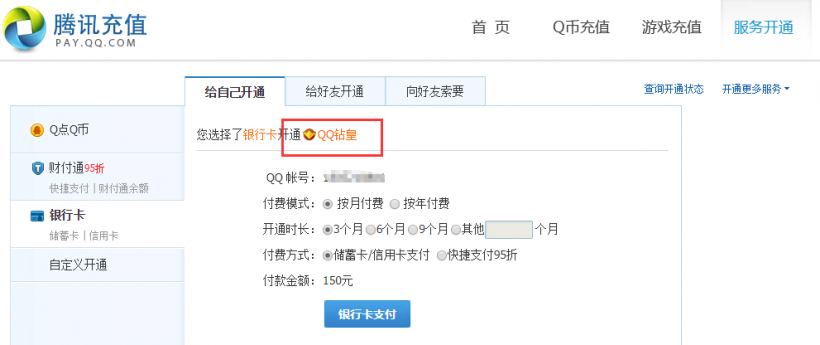 腾讯充值
PAY.QQ.COM
首 页 Q币充值 游戏充值 服务开通
给自己开通 给好友开通 向好友索要 查询开通状态 开通更多服务
Q点Q币
财付通95折
快捷支付 | 财付通余额
银行卡
储蓄卡 | 信用卡
自定义开通
您选择了银行卡开通 QQ钻皇
QQ 帐号：
付费模式： 按月付费 按年付费
开通时长： 3个月 6个月 9个月 其他 个月
付费方式： 储蓄卡/信用卡支付 快捷支付95折
付款金额： 150元
银行卡支付